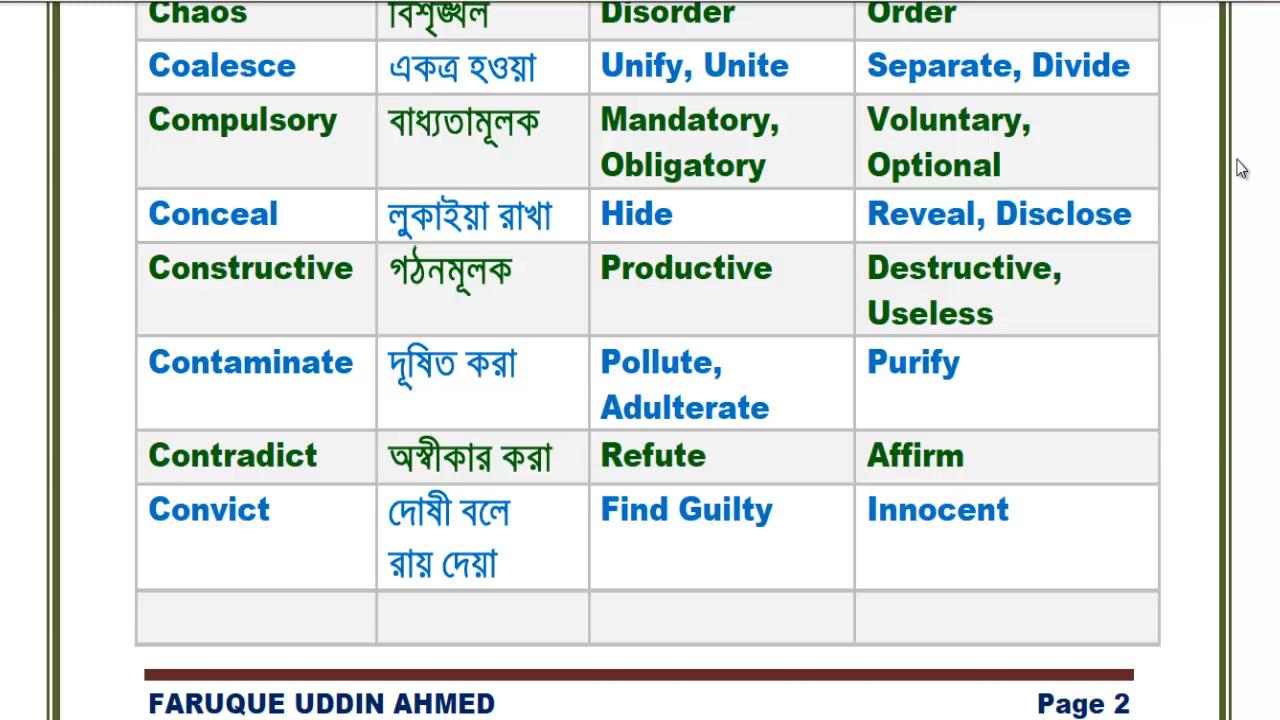 Chaos বিশৃঙ্খল Disorder Order
Coalesce একত্র হওয়া Unify, Unite Separate, Divide
Compulsory বাধ্যতামূলক Mandatory, Voluntary,
Obligatory Optional
Conceal লুকাইয়া রাখা Hide Reveal, Disclose
Constructive গঠনমূলক Productive Destructive,
Useless
Contaminate দূষিত করা Pollute, Purify
Adulterate
Contradict অস্বীকার করা Refute Affirm
Convict দোষী বলে Find Guilty Innocent
রায় দেয়া
FARUQUE UDDIN AHMED Page 2